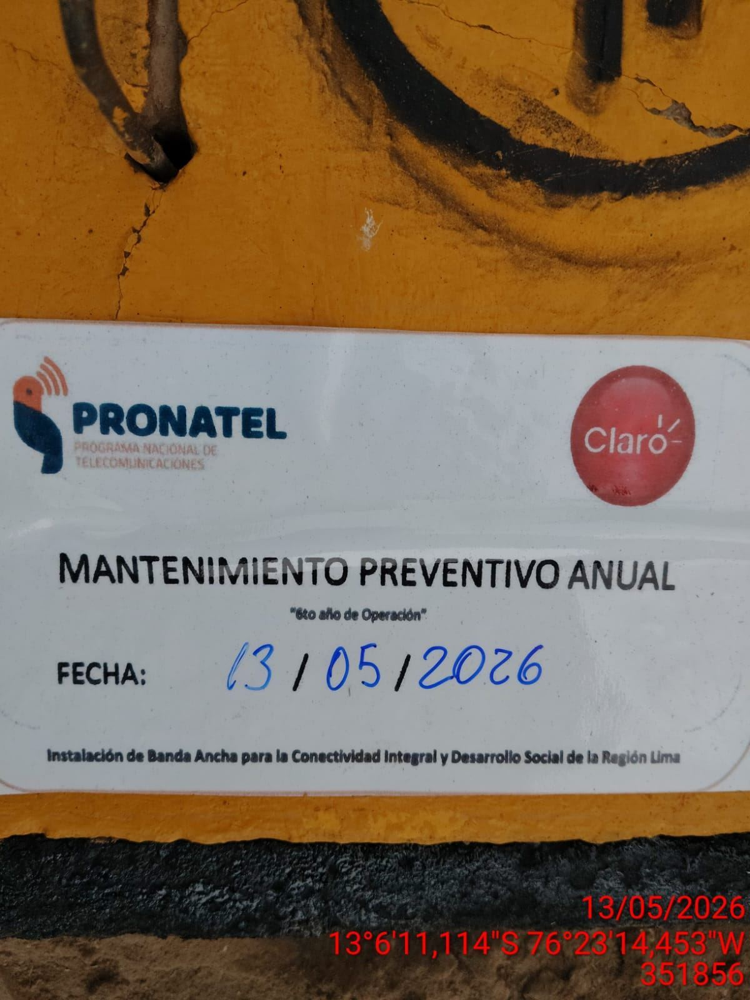 PRONATEL
PROGRAMA NACIONAL DE
TELECOMUNICACIONES
Claro
MANTENIMIENTO PREVENTIVO ANUAL
"6to año de Operación"
FECHA: 13 / 05 / 2026
Instalación de Banda Ancha para la Conectividad Integral y Desarrollo Social de la Región Lima
13/05/2026
13°6'11,114"S 76°23'14,453"W
351856